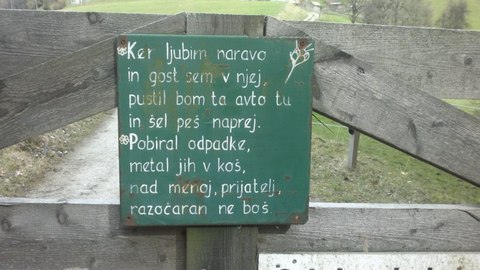 Ker ljubim naravo
in gost sem v njej,
pustil bom ta avto tu
in šel peš naprej.
Pobiral odpadke,
metal jih v koš,
nad menoj, prijatelj,
razočaran ne boš.